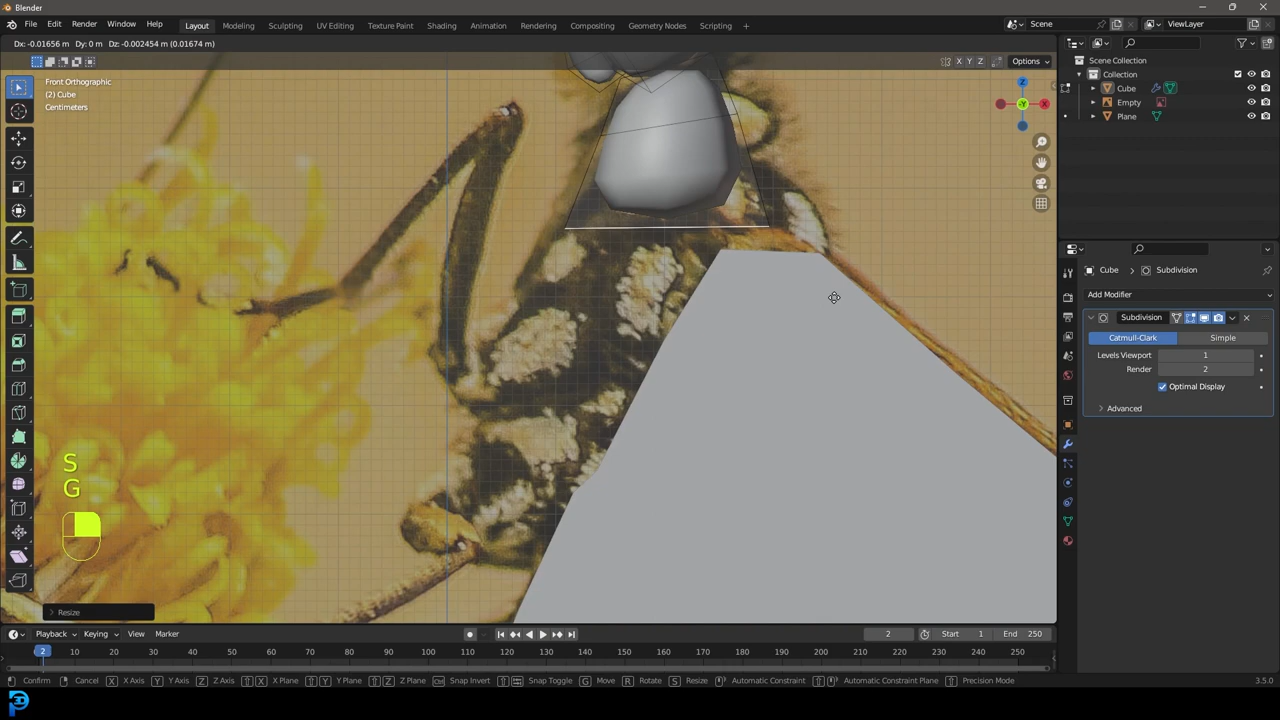 Blender
File Edit Render Window Help Layout Modeling Sculpting UV Editing Texture Paint Shading Animation Rendering Compositing Geometry Nodes Scripting Scene ViewLayer
Dx: -0.01656 m Dy: 0 m Dz: -0.002454 m (0.01674 m)
X Y Z Options
Front Orthographic
(2) Cube
Centimeters
Z
Y
X
Scene Collection
Collection
Cube
Empty
Plane
Cube Subdivision
Add Modifier
Subdivision
Catmull-Clark Simple
Levels Viewport 1
Render 2
Optimal Display
Advanced
S
G
Resize
Playback Keying View Marker 2 Start 1 End 250
2 10 20 30 40 50 60 70 80 90 100 110 120 130 140 150 160 170 180 190 200 210 220 230 240 250
Confirm Cancel X X Axis Y Y Axis Z Z Axis X X Plane Y Y Plane Z Z Plane Snap Invert Snap Toggle G Move R Rotate S Resize Automatic Constraint Automatic Constraint Plane Precision Mode 3.5.0